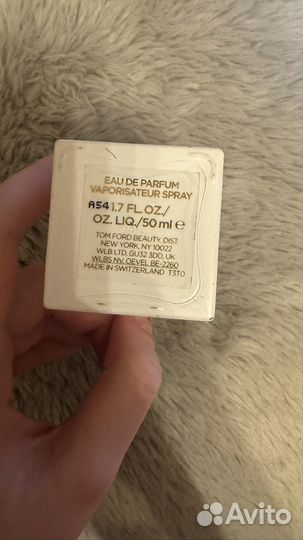 EAU DE PARFUM
VAPORISATEUR SPRAY
A54 1.7 FL.OZ./
OZ. LIQ./50 ml e
TOM FORD BEAUTY, DIST.
NEW YORK, NY 10022
WLB LTD, GU32 3DD, UK
WLBS NV, OEVEL BE-2260
MADE IN SWITZERLAND T3T0
Avito